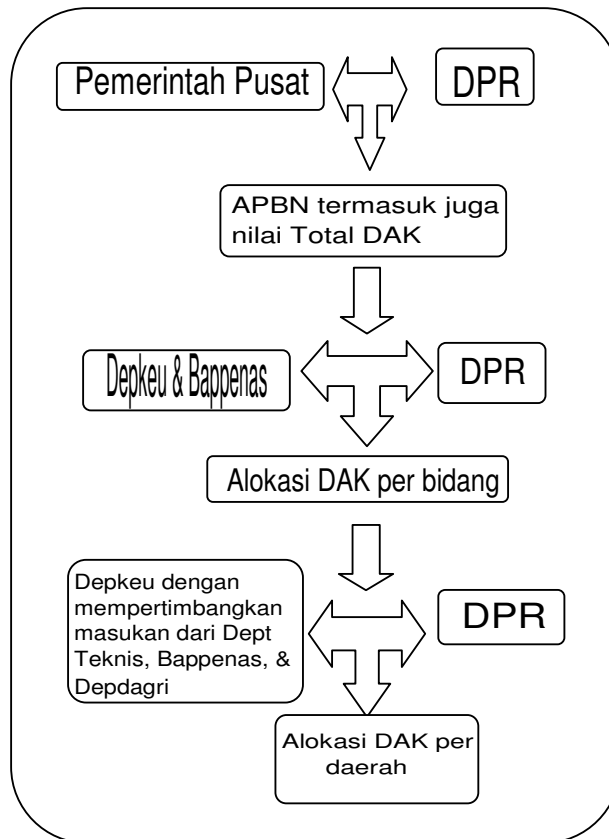 Pemerintah Pusat
DPR
APBN termasuk juga
nilai Total DAK
Depkeu & Bappenas
DPR
Alokasi DAK per bidang
Depkeu dengan
mempertimbangkan
masukan dari Dept
Teknis, Bappenas, &
Depdagri
DPR
Alokasi DAK per
daerah